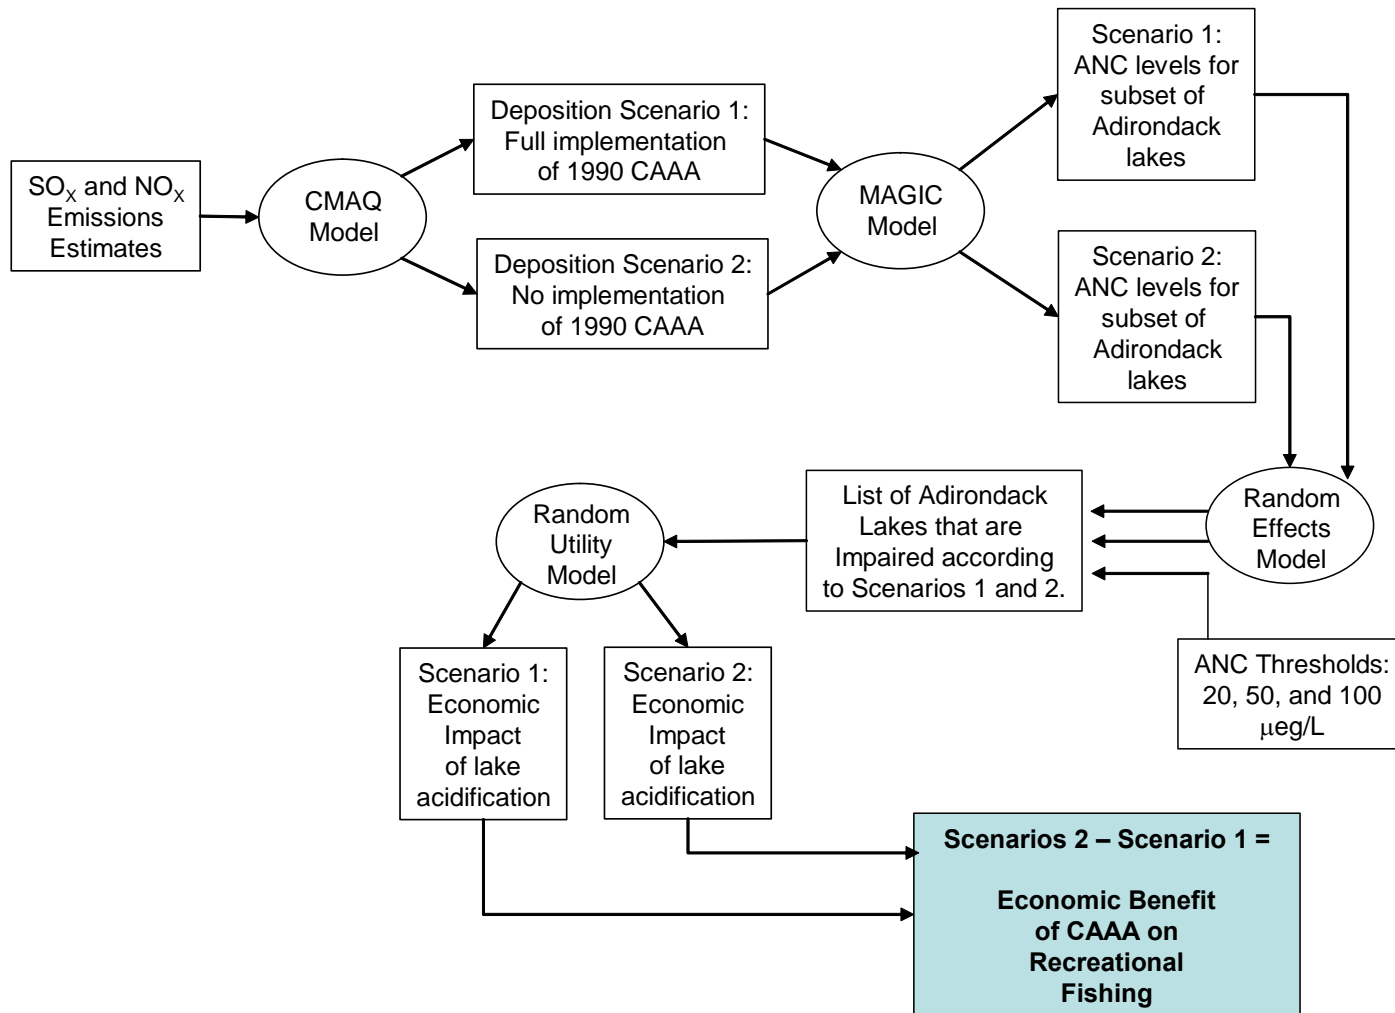 SOX and NOX
Emissions
Estimates
CMAQ
Model
Deposition Scenario 1:
Full implementation
of 1990 CAAA
Deposition Scenario 2:
No implementation
of 1990 CAAA
MAGIC
Model
Scenario 1:
ANC levels for
subset of
Adirondack
lakes
Scenario 2:
ANC levels for
subset of
Adirondack
lakes
Random
Effects
Model
ANC Thresholds:
20, 50, and 100
μeg/L
List of Adirondack
Lakes that are
Impaired according
to Scenarios 1 and 2.
Random
Utility
Model
Scenario 1:
Economic
Impact
of lake
acidification
Scenario 2:
Economic
Impact
of lake
acidification
Scenarios 2 – Scenario 1 =
Economic Benefit
of CAAA on
Recreational
Fishing